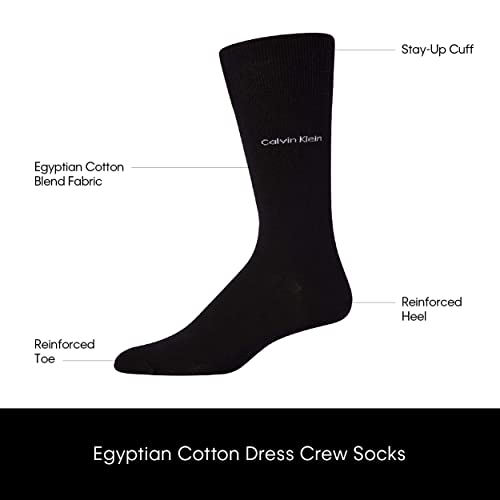 Stay-Up Cuff
Calvin Klein
Egyptian Cotton
Blend Fabric
Reinforced
Heel
Reinforced
Toe
Egyptian Cotton Dress Crew Socks